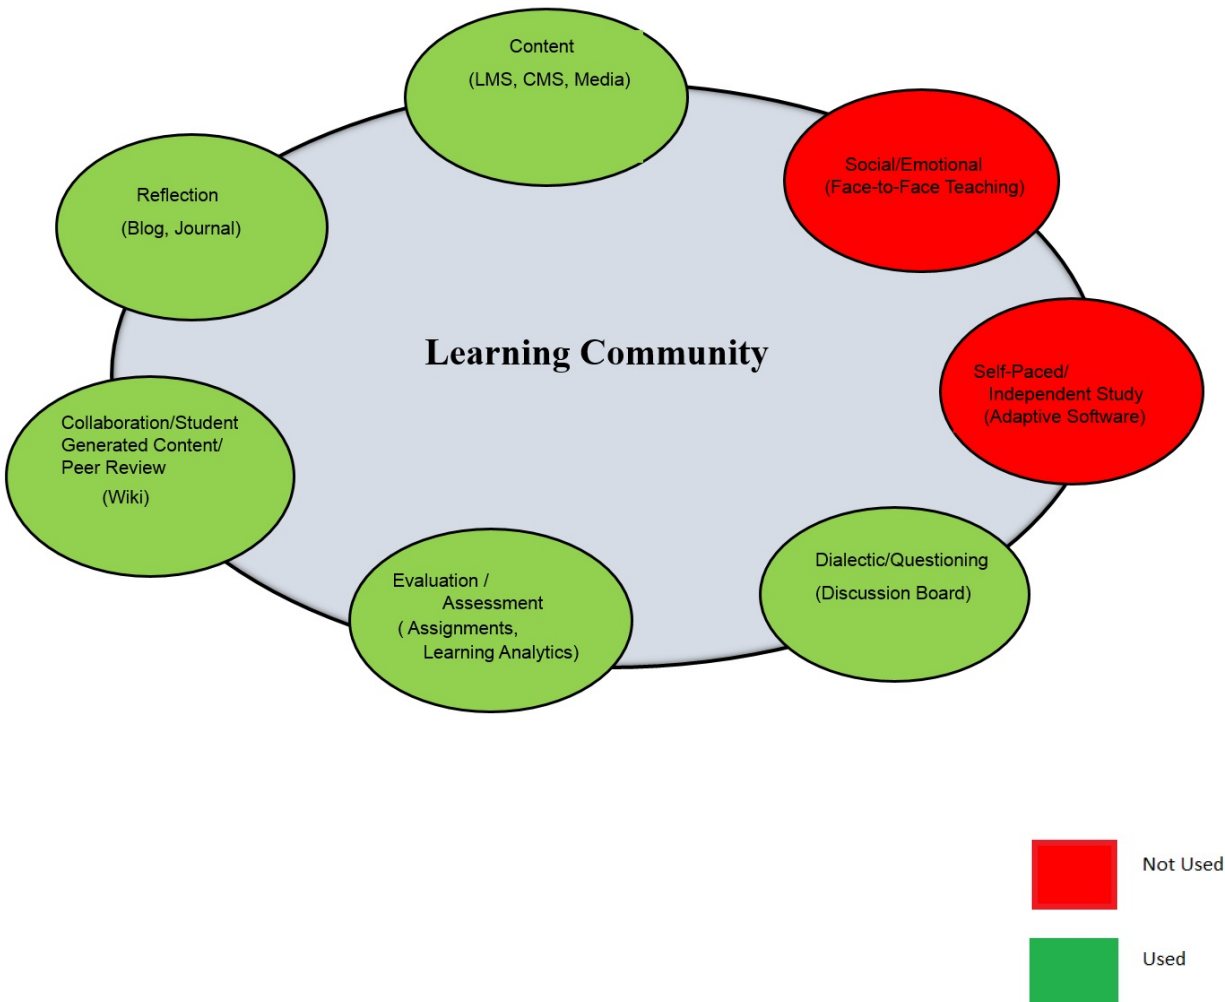 Content
(LMS, CMS, Media)
Social/Emotional
(Face-to-Face Teaching)
Reflection
(Blog, Journal)
Learning Community
Self-Paced/
Independent Study
(Adaptive Software)
Collaboration/Student
Generated Content/
Peer Review
(Wiki)
Dialectic/Questioning
(Discussion Board)
Evaluation /
Assessment
( Assignments,
Learning Analytics)
Not Used
Used